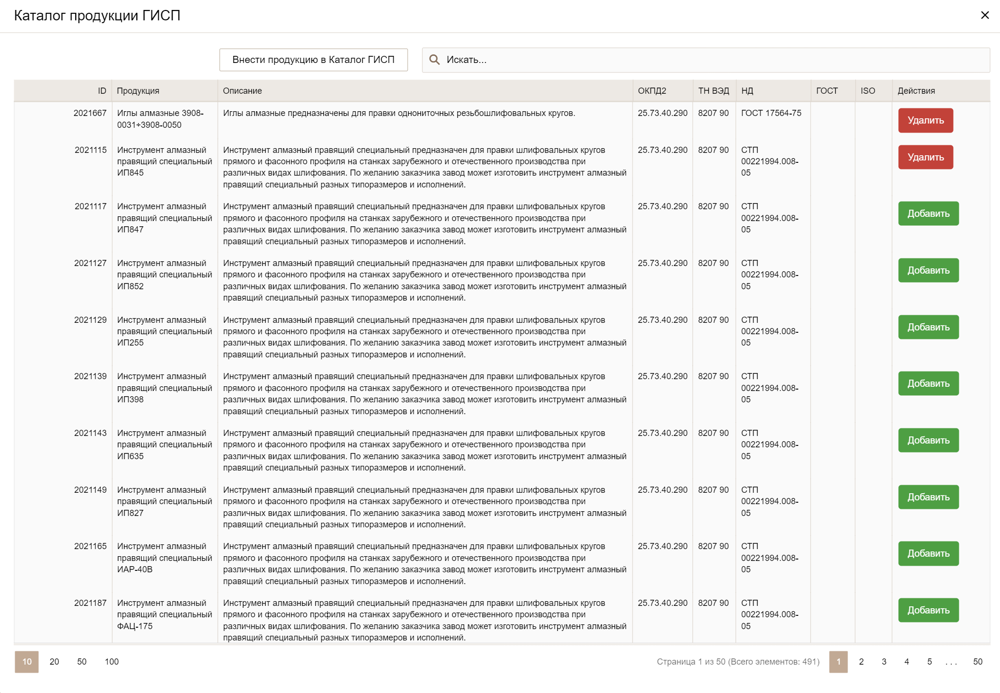 Каталог продукции ГИСП
Внести продукцию в Каталог ГИСП
Искать...
ID Продукция Описание ОКПД2 ТН ВЭД НД ГОСТ ISO Действия
2021667 Иглы алмазные 3908- Иглы алмазные предназначены для правки однониточных резьбошлифовальных кругов. 25.73.40.290 8207 90 ГОСТ 17564-75 Удалить
0031÷3908-0050
2021115 Инструмент алмазный Инструмент алмазный правящий специальный предназначен для правки шлифовальных кругов 25.73.40.290 8207 90 СТП Удалить
правящий специальный прямого и фасонного профиля на станках зарубежного и отечественного производства при 00221994.008-
ИП845 различных видах шлифования. По желанию заказчика завод может изготовить инструмент алмазный 05
правящий специальный разных типоразмеров и исполнений.
2021117 Инструмент алмазный Инструмент алмазный правящий специальный предназначен для правки шлифовальных кругов 25.73.40.290 8207 90 СТП Добавить
правящий специальный прямого и фасонного профиля на станках зарубежного и отечественного производства при 00221994.008-
ИП847 различных видах шлифования. По желанию заказчика завод может изготовить инструмент алмазный 05
правящий специальный разных типоразмеров и исполнений.
2021127 Инструмент алмазный Инструмент алмазный правящий специальный предназначен для правки шлифовальных кругов 25.73.40.290 8207 90 СТП Добавить
правящий специальный прямого и фасонного профиля на станках зарубежного и отечественного производства при 00221994.008-
ИП852 различных видах шлифования. По желанию заказчика завод может изготовить инструмент алмазный 05
правящий специальный разных типоразмеров и исполнений.
2021129 Инструмент алмазный Инструмент алмазный правящий специальный предназначен для правки шлифовальных кругов 25.73.40.290 8207 90 СТП Добавить
правящий специальный прямого и фасонного профиля на станках зарубежного и отечественного производства при 00221994.008-
ИП255 различных видах шлифования. По желанию заказчика завод может изготовить инструмент алмазный 05
правящий специальный разных типоразмеров и исполнений.
2021139 Инструмент алмазный Инструмент алмазный правящий специальный предназначен для правки шлифовальных кругов 25.73.40.290 8207 90 СТП Добавить
правящий специальный прямого и фасонного профиля на станках зарубежного и отечественного производства при 00221994.008-
ИП398 различных видах шлифования. По желанию заказчика завод может изготовить инструмент алмазный 05
правящий специальный разных типоразмеров и исполнений.
2021143 Инструмент алмазный Инструмент алмазный правящий специальный предназначен для правки шлифовальных кругов 25.73.40.290 8207 90 СТП Добавить
правящий специальный прямого и фасонного профиля на станках зарубежного и отечественного производства при 00221994.008-
ИП635 различных видах шлифования. По желанию заказчика завод может изготовить инструмент алмазный 05
правящий специальный разных типоразмеров и исполнений.
2021149 Инструмент алмазный Инструмент алмазный правящий специальный предназначен для правки шлифовальных кругов 25.73.40.290 8207 90 СТП Добавить
правящий специальный прямого и фасонного профиля на станках зарубежного и отечественного производства при 00221994.008-
ИП827 различных видах шлифования. По желанию заказчика завод может изготовить инструмент алмазный 05
правящий специальный разных типоразмеров и исполнений.
2021165 Инструмент алмазный Инструмент алмазный правящий специальный предназначен для правки шлифовальных кругов 25.73.40.290 8207 90 СТП Добавить
правящий специальный прямого и фасонного профиля на станках зарубежного и отечественного производства при 00221994.008-
ИАР-40В различных видах шлифования. По желанию заказчика завод может изготовить инструмент алмазный 05
правящий специальный разных типоразмеров и исполнений.
2021187 Инструмент алмазный Инструмент алмазный правящий специальный предназначен для правки шлифовальных кругов 25.73.40.290 8207 90 СТП Добавить
правящий специальный прямого и фасонного профиля на станках зарубежного и отечественного производства при 00221994.008-
ФАЦ-175 различных видах шлифования. По желанию заказчика завод может изготовить инструмент алмазный 05
правящий специальный разных типоразмеров и исполнений.
10 20 50 100 Страница 1 из 50 (Всего элементов: 491) 1 2 3 4 5 ... 50